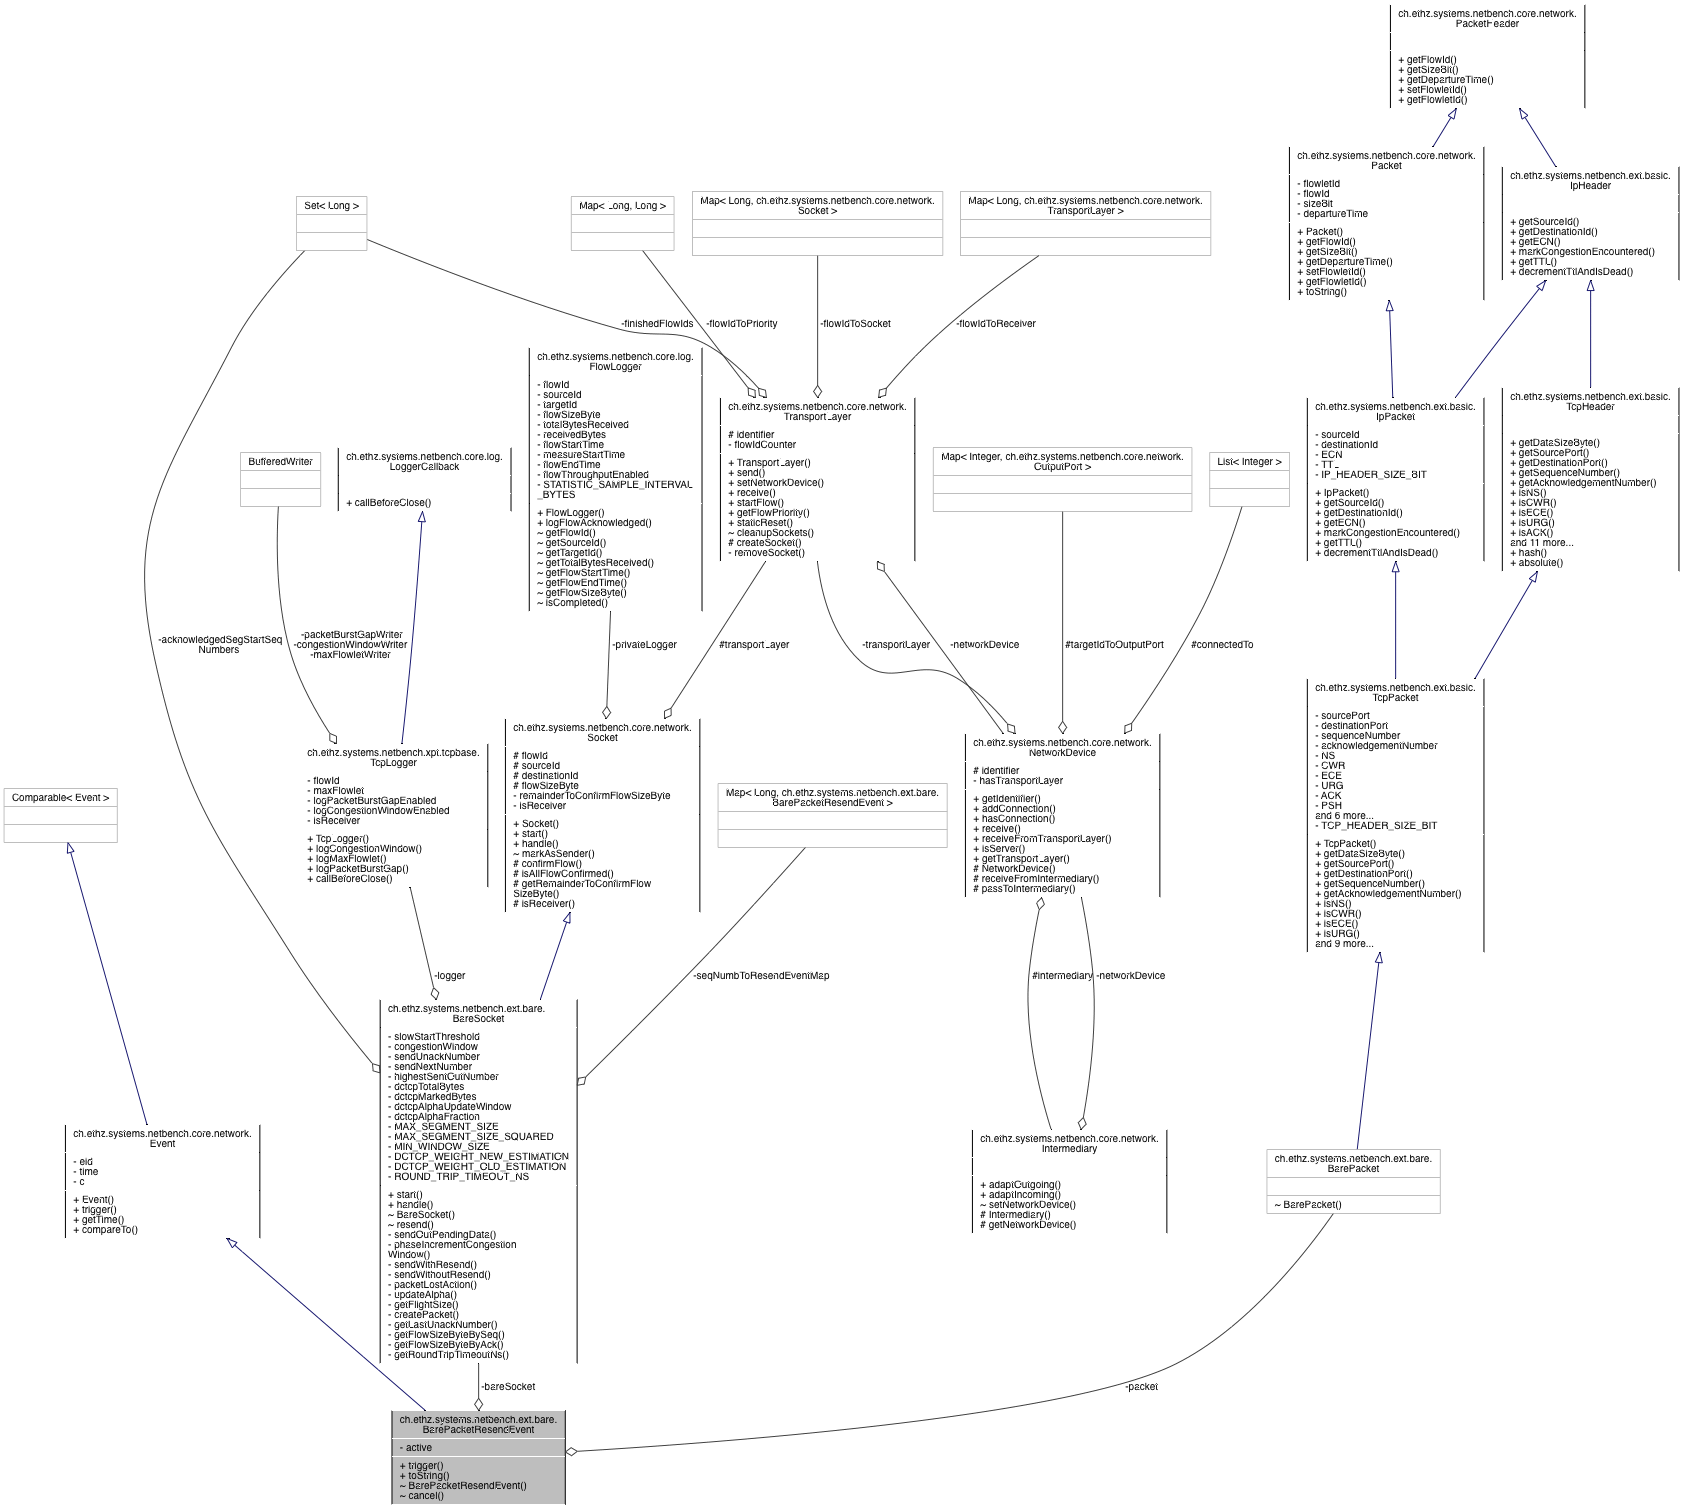 ch.ethz.systems.netbench.core.network.
PacketHeader
+ getFlowId()
+ getSizeBit()
+ getDepartureTime()
+ setFlowletId()
+ getFlowletId()
ch.ethz.systems.netbench.core.network.
Packet
- flowletId
- flowId
- sizeBit
- departureTime
+ Packet()
+ getFlowId()
+ getSizeBit()
+ getDepartureTime()
+ setFlowletId()
+ getFlowletId()
+ toString()
ch.ethz.systems.netbench.ext.basic.
IpHeader
+ getSourceId()
+ getDestinationId()
+ getECN()
+ markCongestionEncountered()
+ getTTL()
+ decrementTtlAndIsDead()
Set< Long >
Map< Long, Long >
Map< Long, ch.ethz.systems.netbench.core.network.
Socket >
Map< Long, ch.ethz.systems.netbench.core.network.
TransportLayer >
-finishedFlowIds
-flowIdToPriority
-flowIdToSocket
-flowIdToReceiver
ch.ethz.systems.netbench.core.log.
FlowLogger
- flowId
- sourceId
- targetId
- flowSizeByte
- totalBytesReceived
- receivedBytes
- flowStartTime
- measureStartTime
- flowEndTime
- flowThroughputEnabled
- STATISTIC_SAMPLE_INTERVAL
_BYTES
+ FlowLogger()
+ logFlowAcknowledged()
~ getFlowId()
~ getSourceId()
~ getTargetId()
~ getTotalBytesReceived()
~ getFlowStartTime()
~ getFlowEndTime()
~ getFlowSizeByte()
~ isCompleted()
ch.ethz.systems.netbench.core.network.
TransportLayer
# identifier
- flowIdCounter
+ TransportLayer()
+ send()
+ setNetworkDevice()
+ receive()
+ startFlow()
+ getFlowPriority()
+ staticReset()
~ cleanupSockets()
# createSocket()
- removeSocket()
ch.ethz.systems.netbench.ext.basic.
IpPacket
- sourceId
- destinationId
- ECN
- TTL
- IP_HEADER_SIZE_BIT
+ IpPacket()
+ getSourceId()
+ getDestinationId()
+ getECN()
+ markCongestionEncountered()
+ getTTL()
+ decrementTtlAndIsDead()
ch.ethz.systems.netbench.ext.basic.
TcpHeader
+ getDataSizeByte()
+ getSourcePort()
+ getDestinationPort()
+ getSequenceNumber()
+ getAcknowledgementNumber()
+ isNS()
+ isCWR()
+ isECE()
+ isURG()
+ isACK()
and 11 more...
+ hash()
+ absolute()
BufferedWriter
ch.ethz.systems.netbench.core.log.
LoggerCallback
+ callBeforeClose()
Map< Integer, ch.ethz.systems.netbench.core.network.
OutputPort >
List< Integer >
-acknowledgedSegStartSeq
Numbers
-packetBurstGapWriter
-congestionWindowWriter
-maxFlowletWriter
-privateLogger
#transportLayer
-transportLayer
-networkDevice
#targetIdToOutputPort
#connectedTo
ch.ethz.systems.netbench.ext.basic.
TcpPacket
- sourcePort
- destinationPort
- sequenceNumber
- acknowledgementNumber
- NS
- CWR
- ECE
- URG
- ACK
- PSH
and 6 more...
- TCP_HEADER_SIZE_BIT
+ TcpPacket()
+ getDataSizeByte()
+ getSourcePort()
+ getDestinationPort()
+ getSequenceNumber()
+ getAcknowledgementNumber()
+ isNS()
+ isCWR()
+ isECE()
+ isURG()
and 9 more...
ch.ethz.systems.netbench.xpt.tcpbase.
TcpLogger
- flowId
- maxFlowlet
- logPacketBurstGapEnabled
- logCongestionWindowEnabled
- isReceiver
+ TcpLogger()
+ logCongestionWindow()
+ logMaxFlowlet()
+ logPacketBurstGap()
+ callBeforeClose()
ch.ethz.systems.netbench.core.network.
Socket
# flowId
# sourceId
# destinationId
# flowSizeByte
- remainderToConfirmFlowSizeByte
- isReceiver
+ Socket()
+ start()
+ handle()
~ markAsSender()
# confirmFlow()
# isAllFlowConfirmed()
# getRemainderToConfirmFlow
SizeByte()
# isReceiver()
ch.ethz.systems.netbench.core.network.
NetworkDevice
# identifier
- hasTransportLayer
+ getIdentifier()
+ addConnection()
+ hasConnection()
+ receive()
+ receiveFromTransportLayer()
+ isServer()
+ getTransportLayer()
# NetworkDevice()
# receiveFromIntermediary()
# passToIntermediary()
Comparable< Event >
Map< Long, ch.ethz.systems.netbench.ext.bare.
BarePacketResendEvent >
-logger
-seqNumbToResendEventMap
#intermediary
-networkDevice
ch.ethz.systems.netbench.ext.bare.
BareSocket
- slowStartThreshold
- congestionWindow
- sendUnackNumber
- sendNextNumber
- highestSentOutNumber
- dctcpTotalBytes
- dctcpMarkedBytes
- dctcpAlphaUpdateWindow
- dctcpAlphaFraction
- MAX_SEGMENT_SIZE
- MAX_SEGMENT_SIZE_SQUARED
- MIN_WINDOW_SIZE
- DCTCP_WEIGHT_NEW_ESTIMATION
- DCTCP_WEIGHT_OLD_ESTIMATION
- ROUND_TRIP_TIMEOUT_NS
+ start()
+ handle()
~ BareSocket()
~ resend()
- sendOutPendingData()
- phaseIncrementCongestion
Window()
- sendWithResend()
- sendWithoutResend()
- packetLostAction()
- updateAlpha()
- getFlightSize()
- createPacket()
- getLastUnackNumber()
- getFlowSizeByteBySeq()
- getFlowSizeByteByAck()
- getRoundTripTimeoutNs()
ch.ethz.systems.netbench.core.network.
Event
- eid
- time
- c
+ Event()
+ trigger()
+ getTime()
+ compareTo()
ch.ethz.systems.netbench.core.network.
Intermediary
+ adaptOutgoing()
+ adaptIncoming()
~ setNetworkDevice()
# Intermediary()
# getNetworkDevice()
ch.ethz.systems.netbench.ext.bare.
BarePacket
~ BarePacket()
-bareSocket
-packet
ch.ethz.systems.netbench.ext.bare.
BarePacketResendEvent
- active
+ trigger()
+ toString()
~ BarePacketResendEvent()
~ cancel()